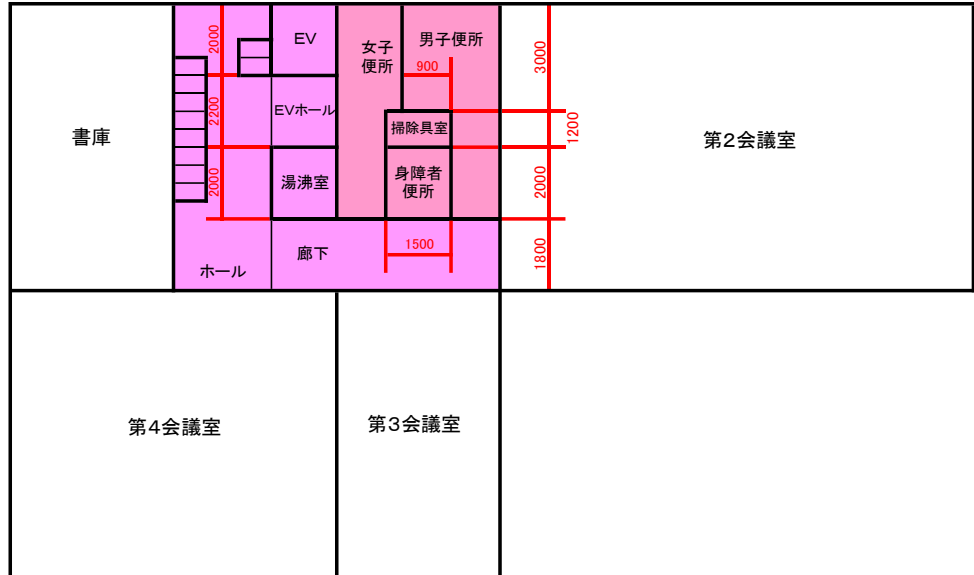 2000
EV
女子
便所
男子便所
900
3000
書庫
2200
EVホール
掃除具室
1200
第2会議室
2000
湯沸室
身障者
便所
2000
ホール
廊下
1500
1800
第4会議室
第3会議室